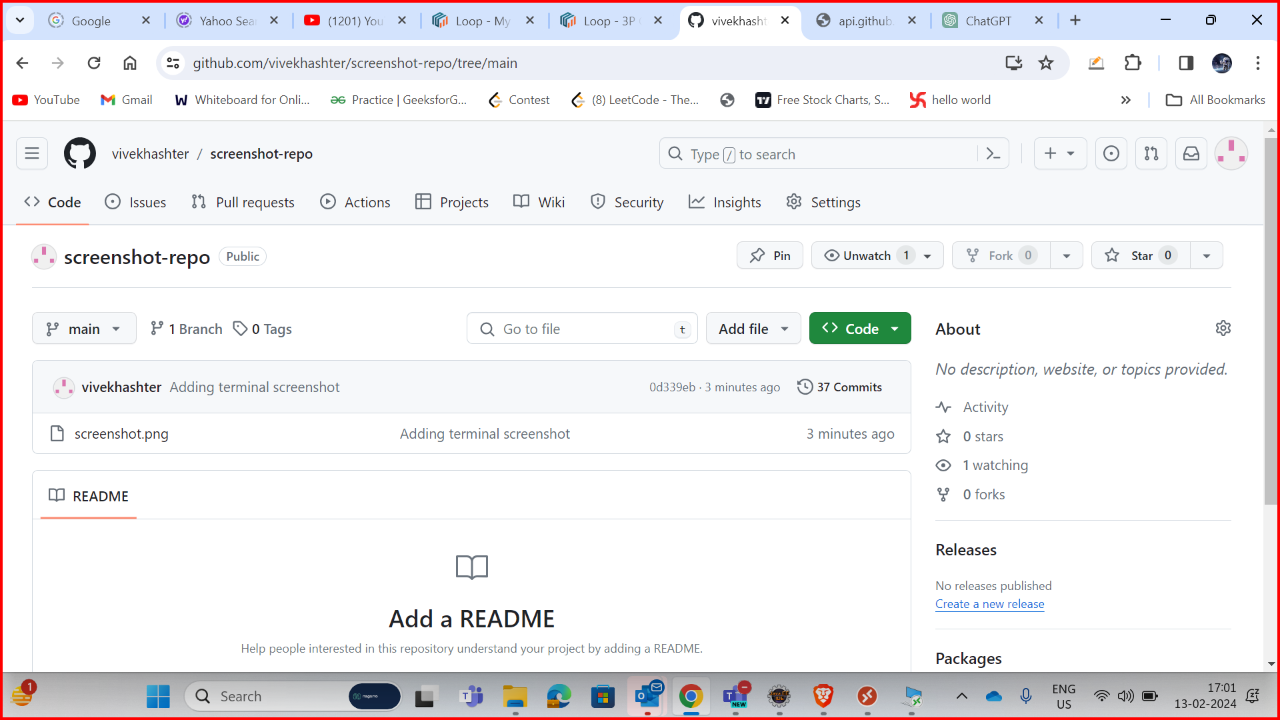 Google
Yahoo Sea
(1201) You
Loop - My
Loop - 3P
vivekhasht
api.github.
ChatGPT
github.com/vivekhashter/screenshot-repo/tree/main
YouTube
Gmail
Whiteboard for Onli...
Practice | GeeksforG...
Contest
(8) LeetCode - The...
Free Stock Charts, S...
hello world
All Bookmarks
vivekhashter / screenshot-repo
Type / to search
Code
Issues
Pull requests
Actions
Projects
Wiki
Security
Insights
Settings
screenshot-repo Public
Pin
Unwatch 1
Fork 0
Star 0
main
1 Branch
0 Tags
Go to file t
Add file
Code
About
No description, website, or topics provided.
vivekhashter Adding terminal screenshot
0d339eb · 3 minutes ago
37 Commits
screenshot.png
Adding terminal screenshot
3 minutes ago
Activity
0 stars
1 watching
0 forks
README
Add a README
Help people interested in this repository understand your project by adding a README.
Releases
No releases published
Create a new release
Packages
1
Search
NEW
ENG
US
17:01
13-02-2024